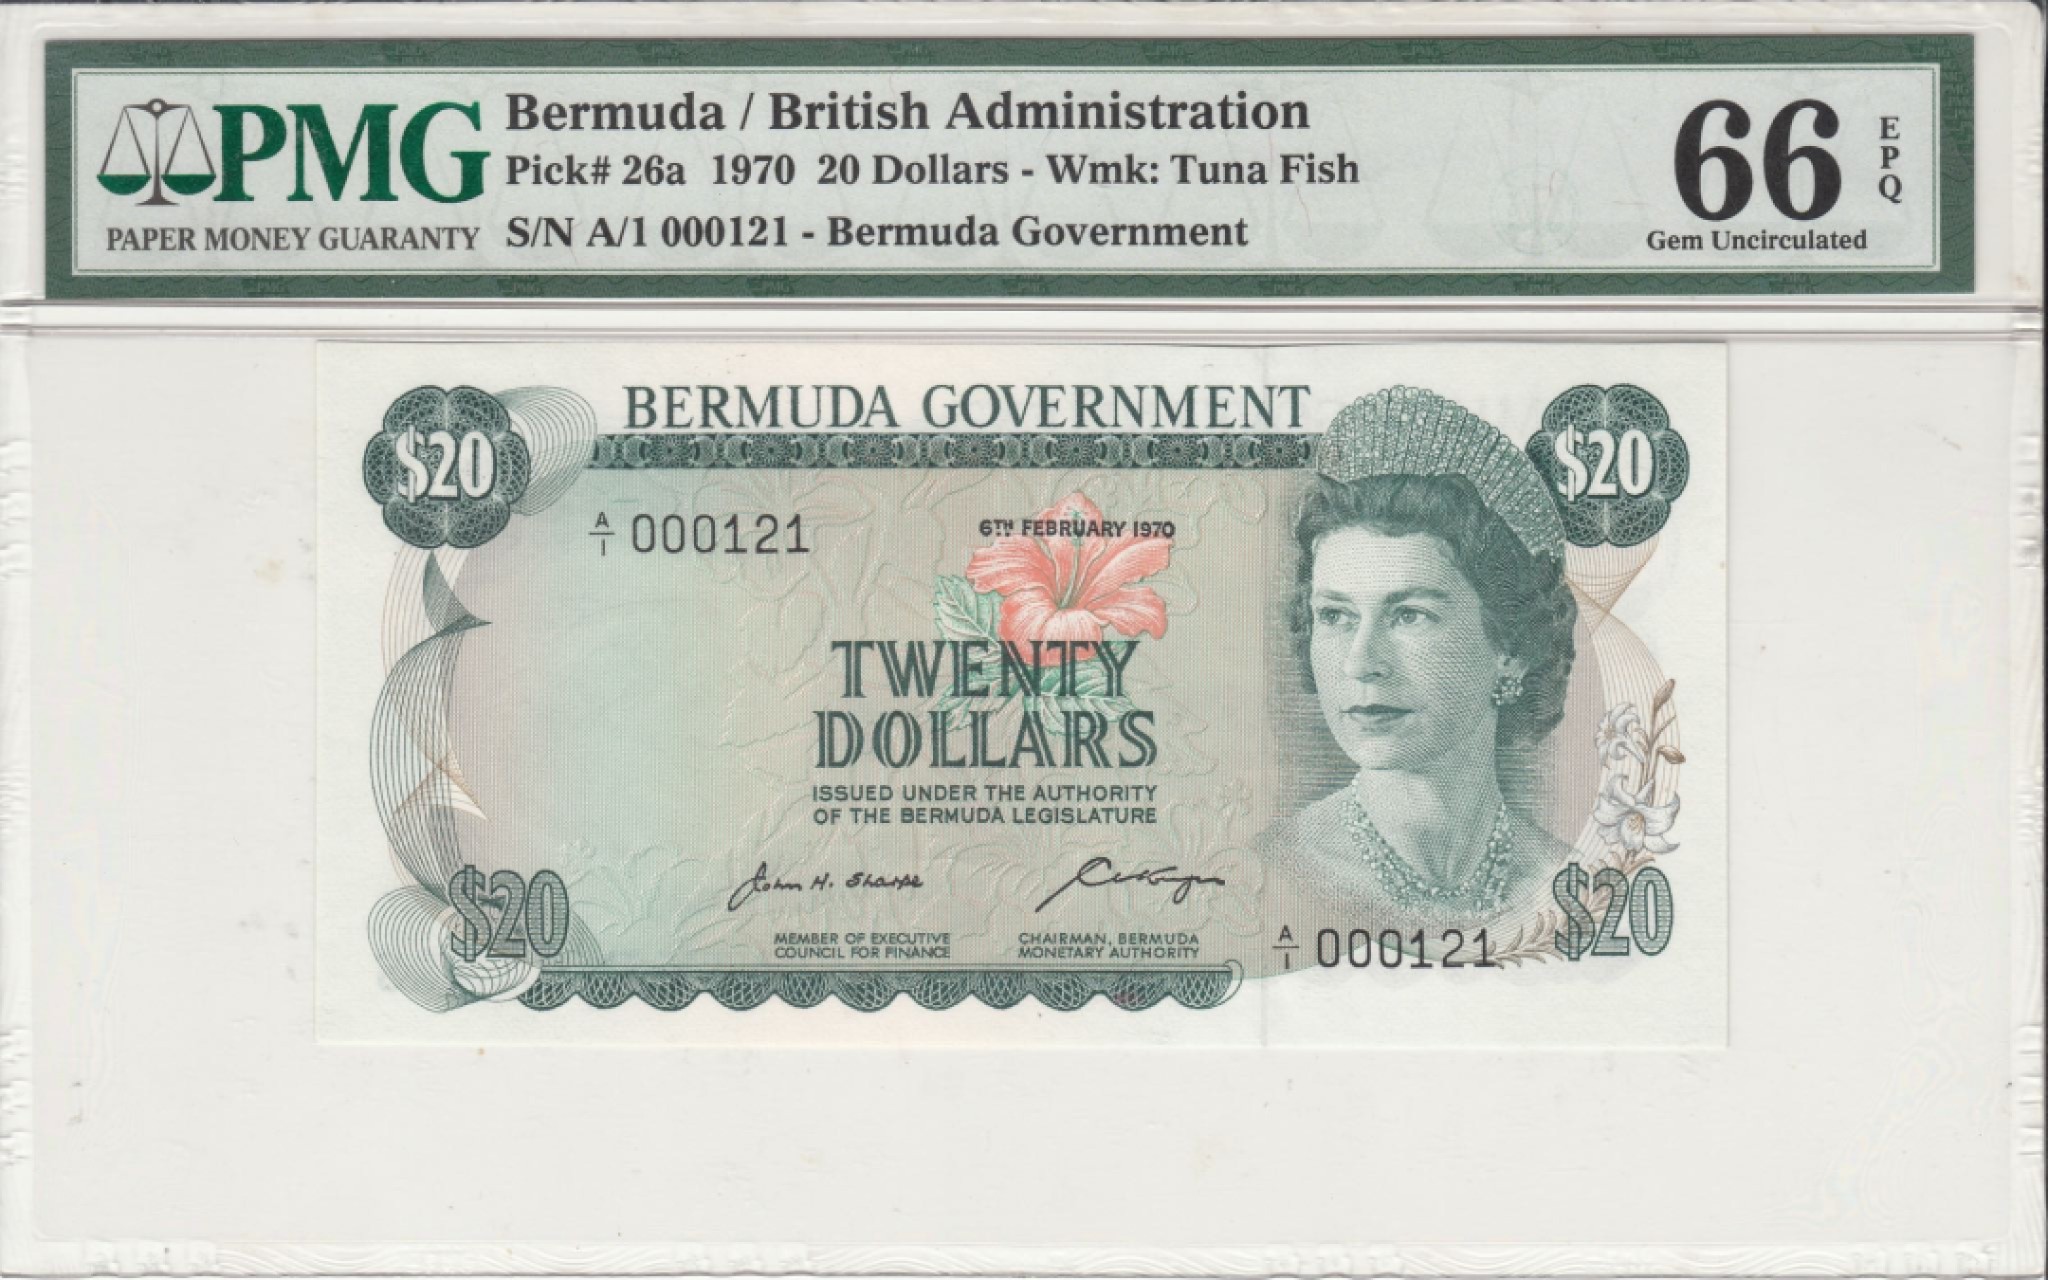 PMG
PAPER MONEY GUARANTY
Bermuda / British Administration
Pick# 26a 1970 20 Dollars - Wmk: Tuna Fish
S/N A/1 000121 - Bermuda Government
66
EPQ
Gem Uncirculated
BERMUDA GOVERNMENT
$20
$20
A/1 000121
6TH FEBRUARY 1970
TWENTY
DOLLARS
ISSUED UNDER THE AUTHORITY
OF THE BERMUDA LEGISLATURE
John H. Sharpe
MEMBER OF EXECUTIVE
COUNCIL FOR FINANCE
CHAIRMAN, BERMUDA
MONETARY AUTHORITY
$20
A/1 000121
$20